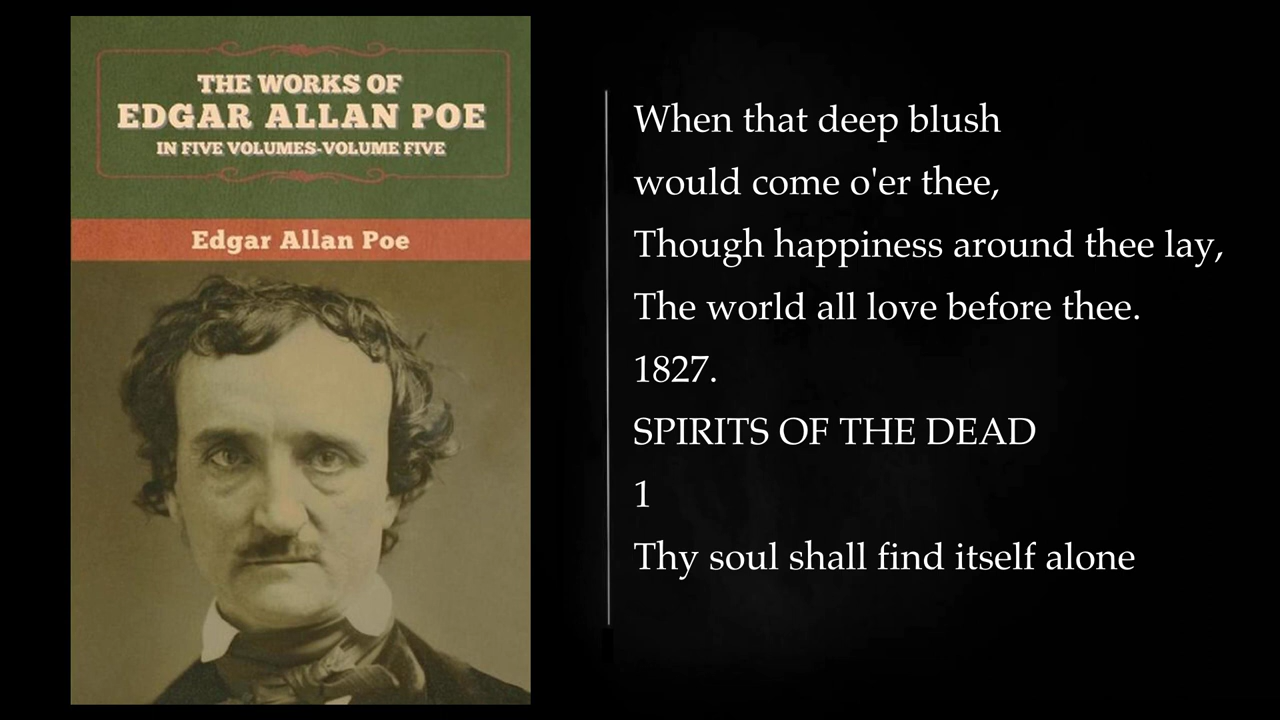 THE WORKS OF
EDGAR ALLAN POE
IN FIVE VOLUMES-VOLUME FIVE
Edgar Allan Poe
When that deep blush
would come o'er thee,
Though happiness around thee lay,
The world all love before thee.
1827.
SPIRITS OF THE DEAD
1
Thy soul shall find itself alone